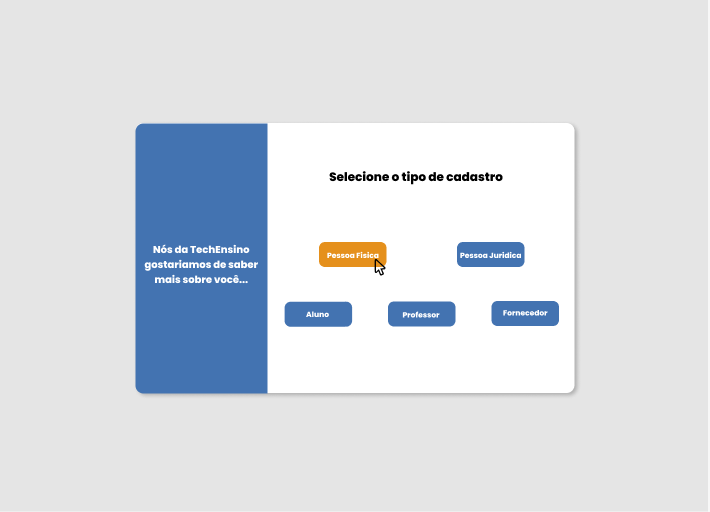 Selecione o tipo de cadastro
Nós da TechEnsino
gostariamos de saber
mais sobre você...
Pessoa Fisica
Pessoa Juridica
Aluno
Professor
Fornecedor